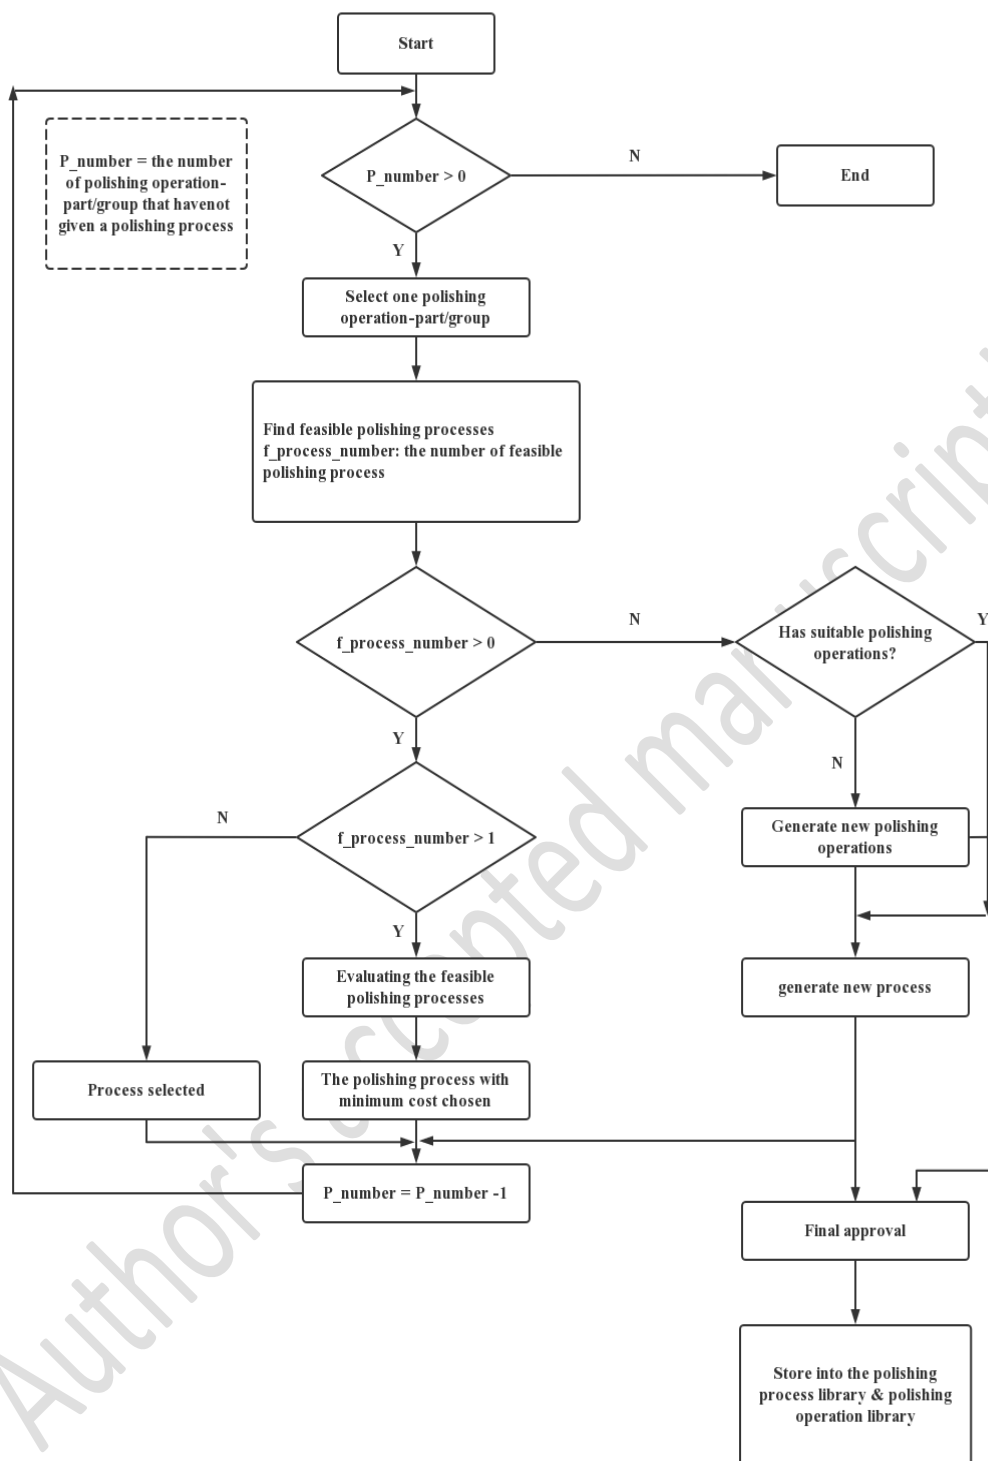 Start
P_number = the number
of polishing operation-
part/group that havenot
given a polishing process
P_number > 0
N
End
Y
Select one polishing
operation-part/group
Find feasible polishing processes
f_process_number: the number of feasible
polishing process
f_process_number > 0
N
Has suitable polishing
operations?
Y
Y
N
f_process_number > 1
N
Generate new polishing
operations
Y
Evaluating the feasible
polishing processes
generate new process
Process selected
The polishing process with
minimum cost chosen
P_number = P_number -1
Final approval
Store into the polishing
process library & polishing
operation library
Author's accepted manuscript